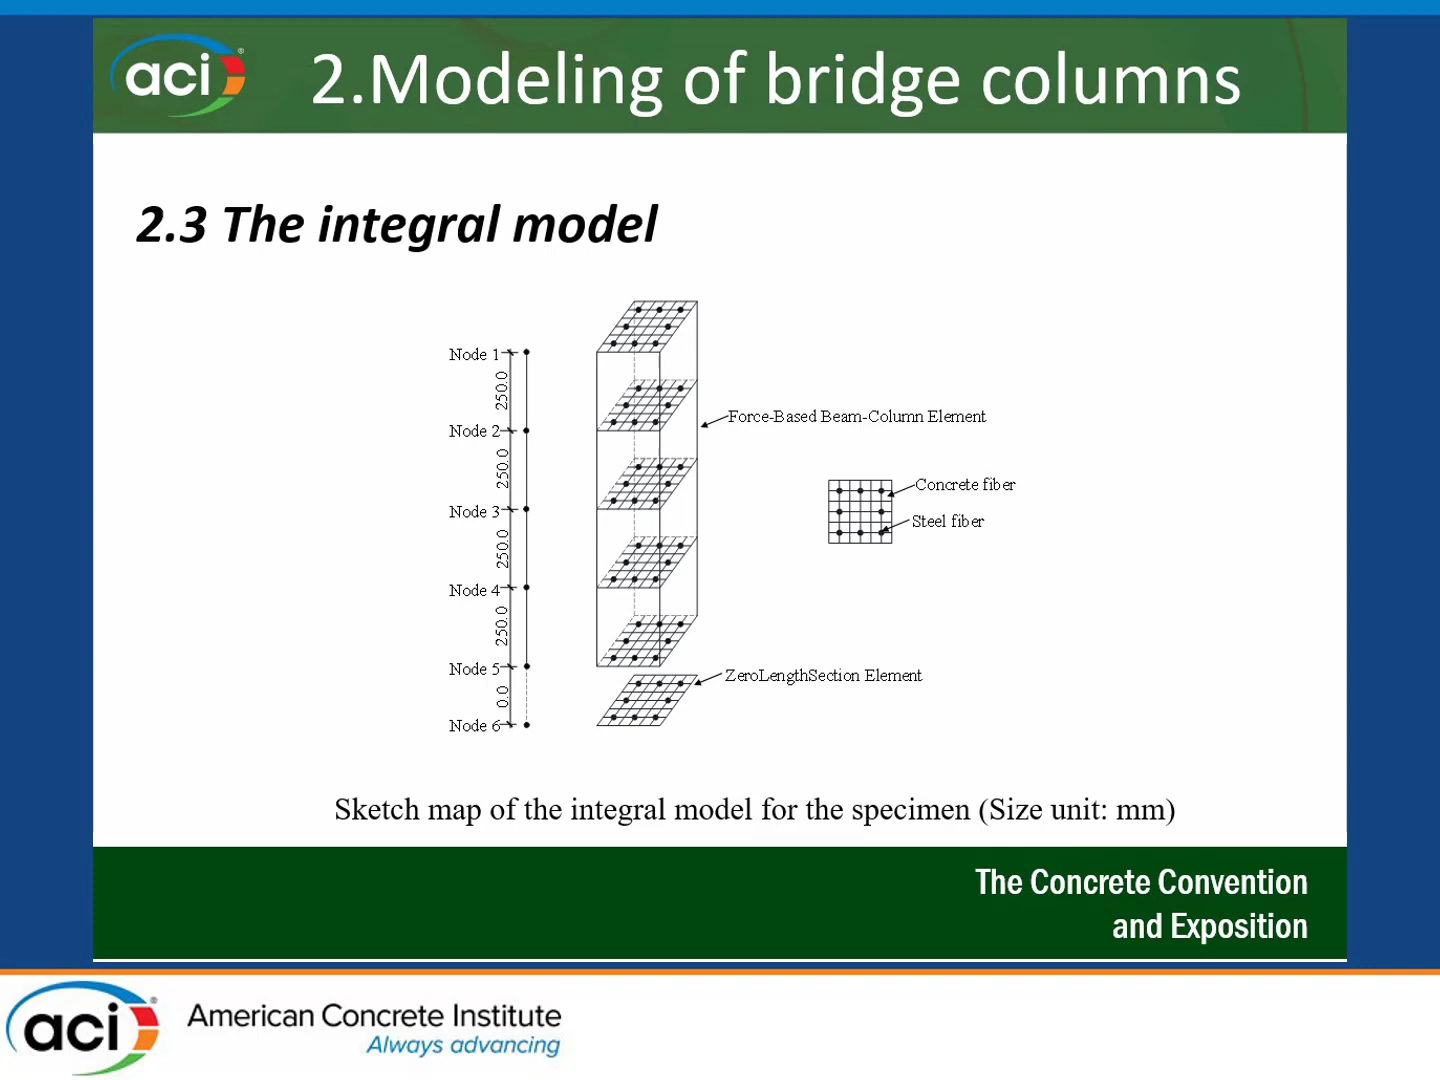 aci®
2.Modeling of bridge columns
2.3 The integral model
Node 1
250.0
Node 2
250.0
Node 3
250.0
Node 4
250.0
Node 5
0.0
Node 6
Force-Based Beam-Column Element
Concrete fiber
Steel fiber
ZeroLengthSection Element
Sketch map of the integral model for the specimen (Size unit: mm)
The Concrete Convention
and Exposition
aci®
American Concrete Institute
Always advancing